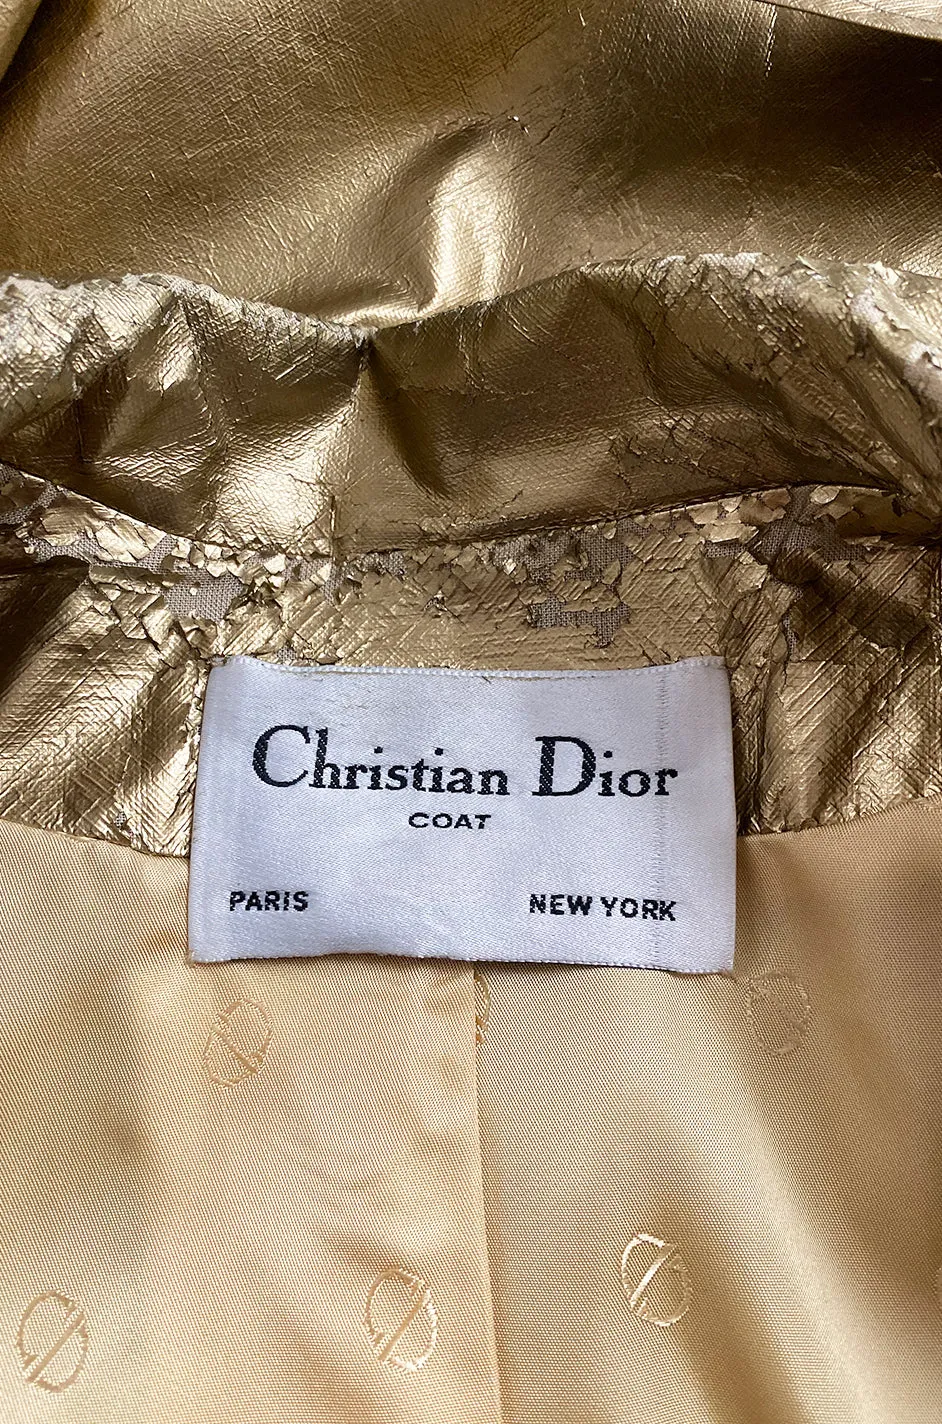 Christian Dior
COAT
PARIS NEW YORK